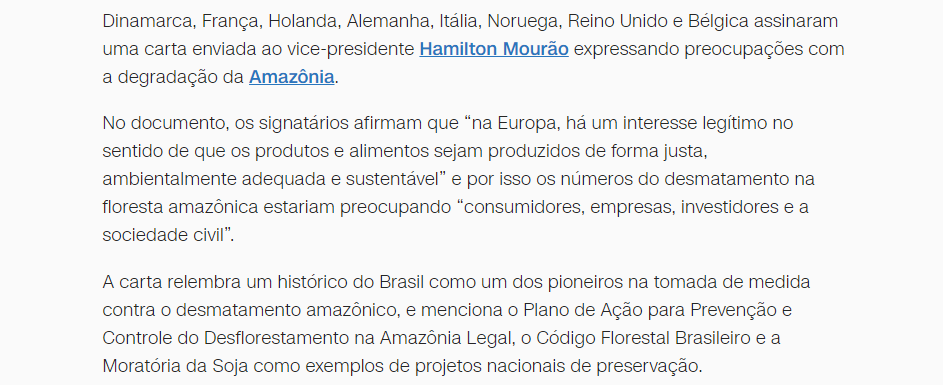 Dinamarca, França, Holanda, Alemanha, Itália, Noruega, Reino Unido e Bélgica assinaram
uma carta enviada ao vice-presidente Hamilton Mourão expressando preocupações com
a degradação da Amazônia.
No documento, os signatários afirmam que “na Europa, há um interesse legítimo no
sentido de que os produtos e alimentos sejam produzidos de forma justa,
ambientalmente adequada e sustentável” e por isso os números do desmatamento na
floresta amazônica estariam preocupando “consumidores, empresas, investidores e a
sociedade civil”.
A carta relembra um histórico do Brasil como um dos pioneiros na tomada de medida
contra o desmatamento amazônico, e menciona o Plano de Ação para Prevenção e
Controle do Desflorestamento na Amazônia Legal, o Código Florestal Brasileiro e a
Moratória da Soja como exemplos de projetos nacionais de preservação.